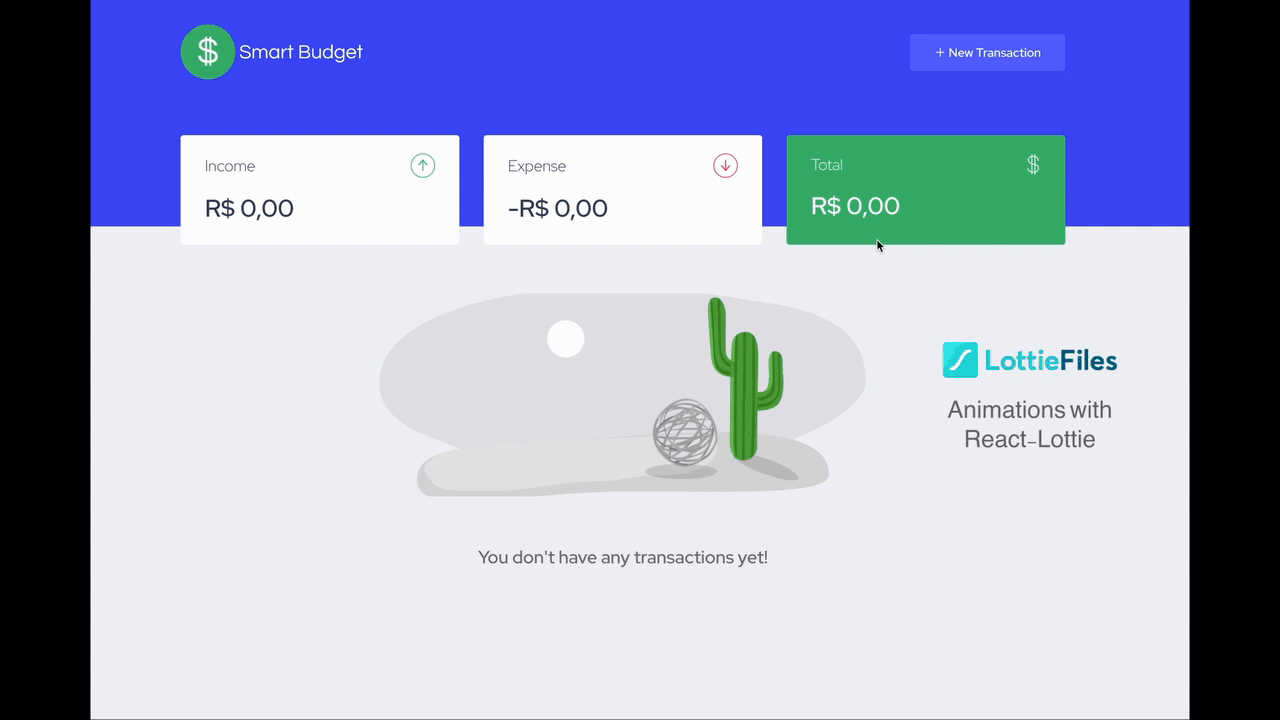 $ Smart Budget
+ New Transaction
Income
R$ 0,00
Expense
-R$ 0,00
Total
$
R$ 0,00
LottieFiles
Animations with
React-Lottie
You don't have any transactions yet!